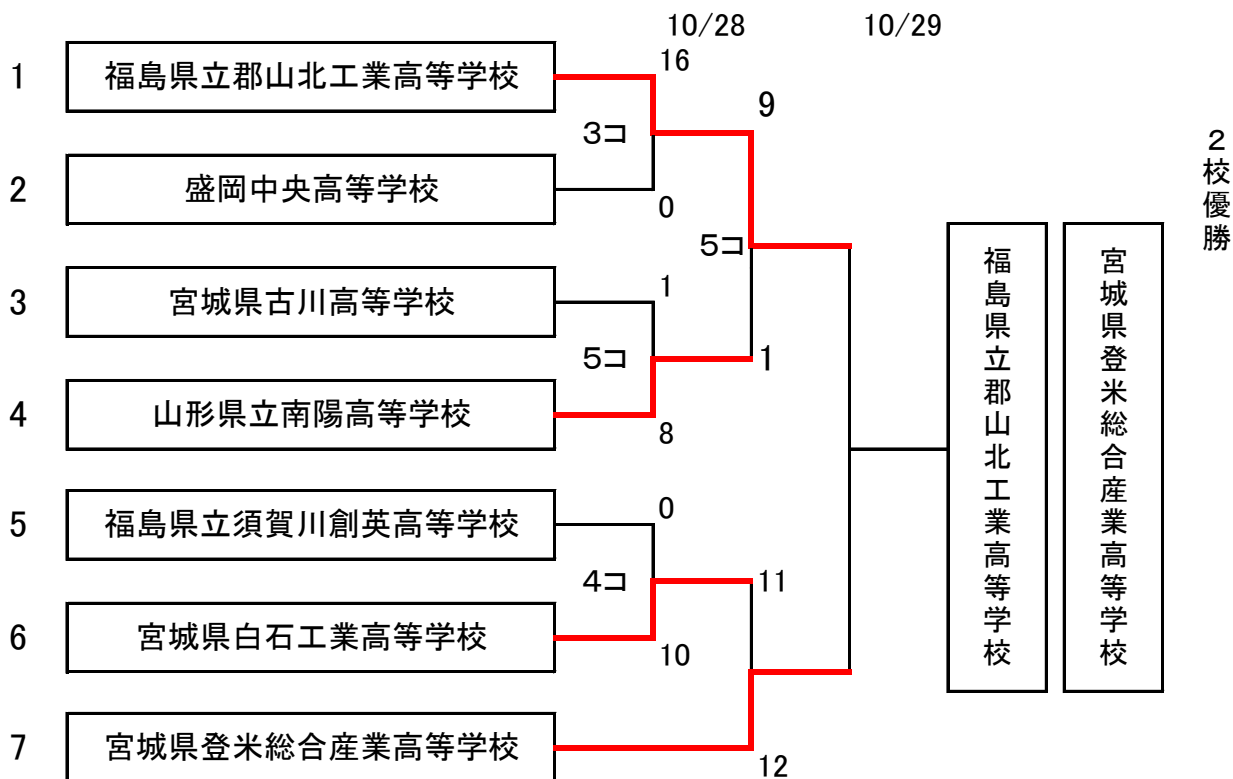 10/28 10/29
1 福島県立郡山北工業高等学校 16
3コ 9
2 盛岡中央高等学校 0
5コ
3 宮城県古川高等学校 1
5コ 1
4 山形県立南陽高等学校 8
5 福島県立須賀川創英高等学校 0
4コ 11
6 宮城県白石工業高等学校 10
7 宮城県登米総合産業高等学校 12
2校優勝
宮城県登米総合産業高等学校
福島県立郡山北工業高等学校